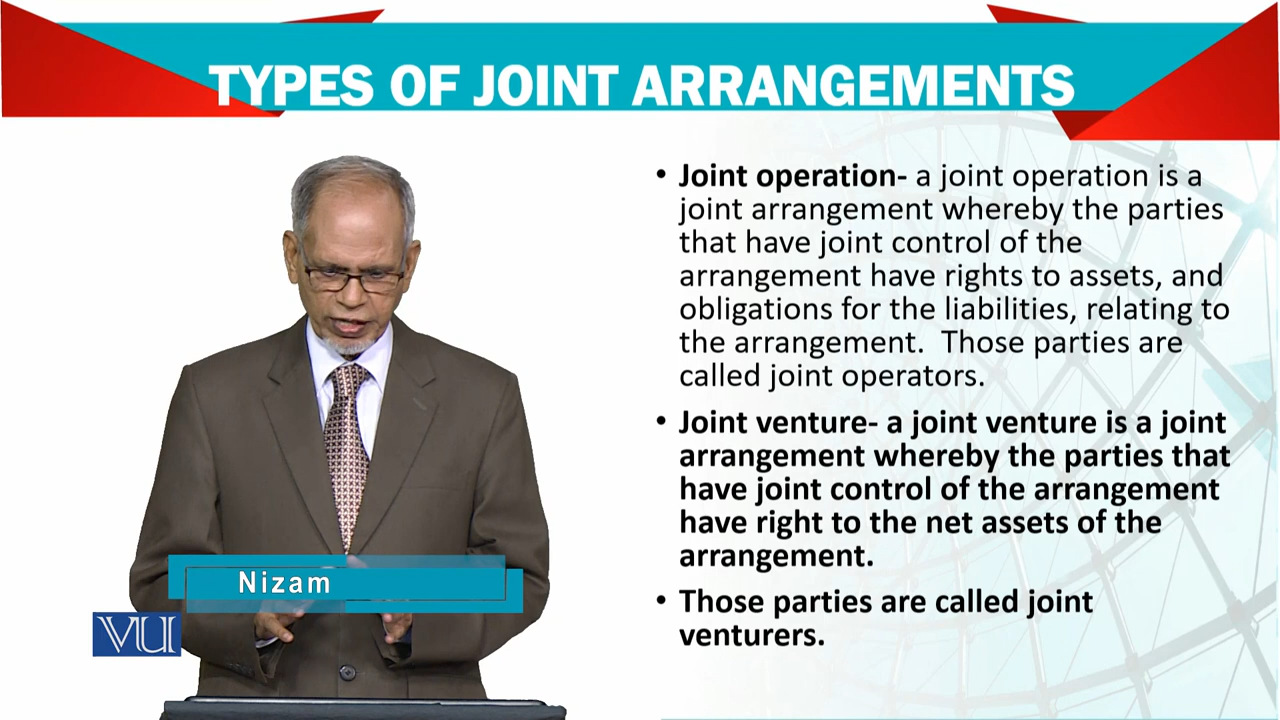 TYPES OF JOINT ARRANGEMENTS
• Joint operation- a joint operation is a
joint arrangement whereby the parties
that have joint control of the
arrangement have rights to assets, and
obligations for the liabilities, relating to
the arrangement.  Those parties are
called joint operators.
• Joint venture- a joint venture is a joint
arrangement whereby the parties that
have joint control of the arrangement
have right to the net assets of the
arrangement.
• Those parties are called joint
venturers.
Nizam
VU